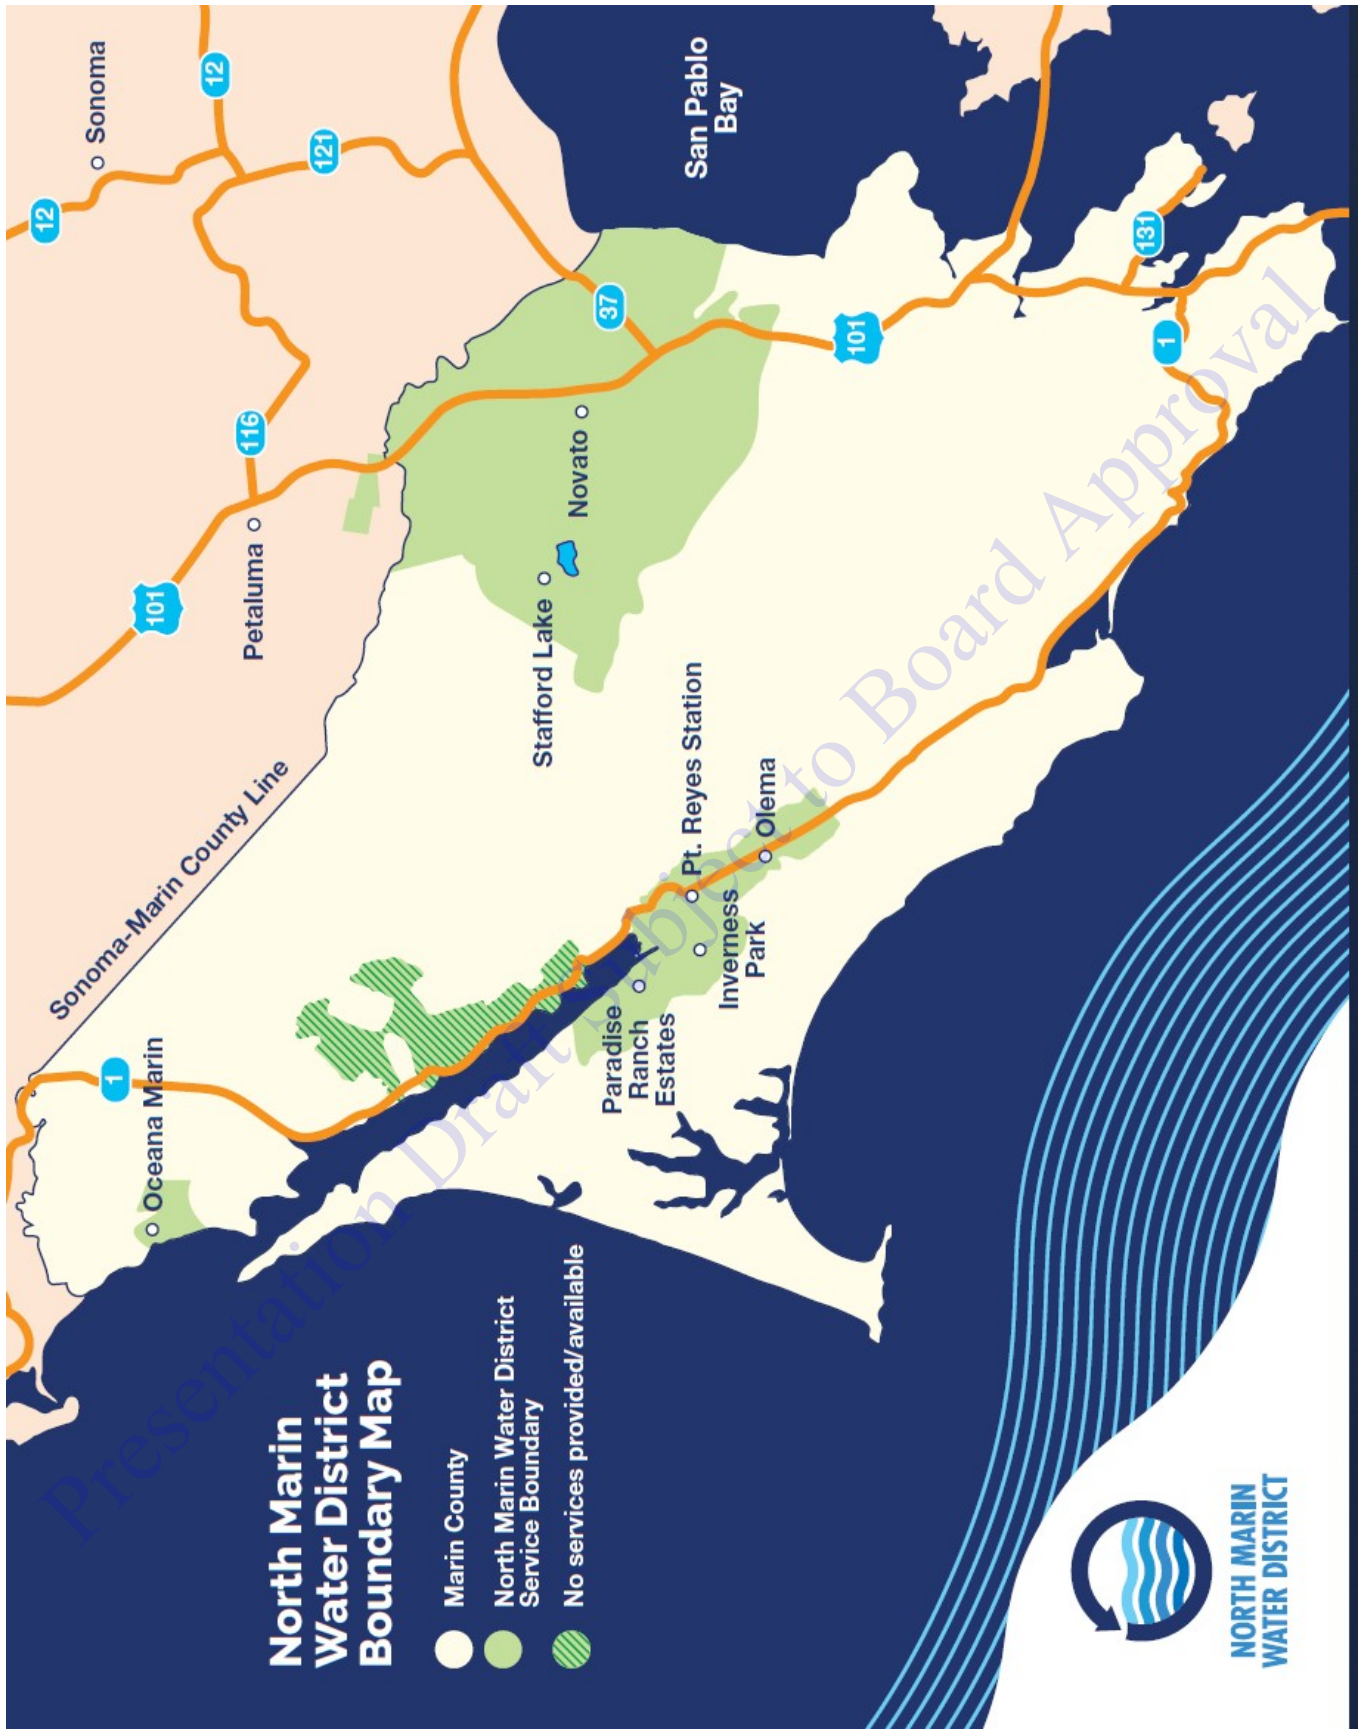 North Marin
Water District
Boundary Map
Marin County
North Marin Water District
Service Boundary
No services provided/available
Sonoma-Marin County Line
Oceana Marin
1
101
Petaluma
116
12
Sonoma
12
121
37
San Pablo
Bay
Stafford Lake
Novato
101
131
1
Pt. Reyes Station
Olema
Inverness
Park
Paradise
Ranch
Estates
Presentation Draft Subject to Board Approval
NORTH MARIN
WATER DISTRICT